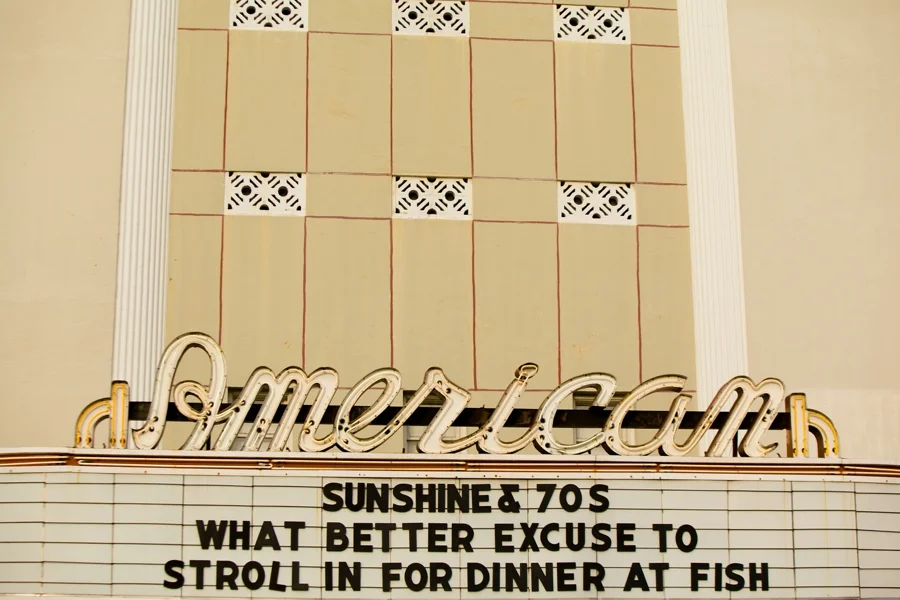 American
SUNSHINE & 70S
WHAT BETTER EXCUSE TO
STROLL IN FOR DINNER AT FISH